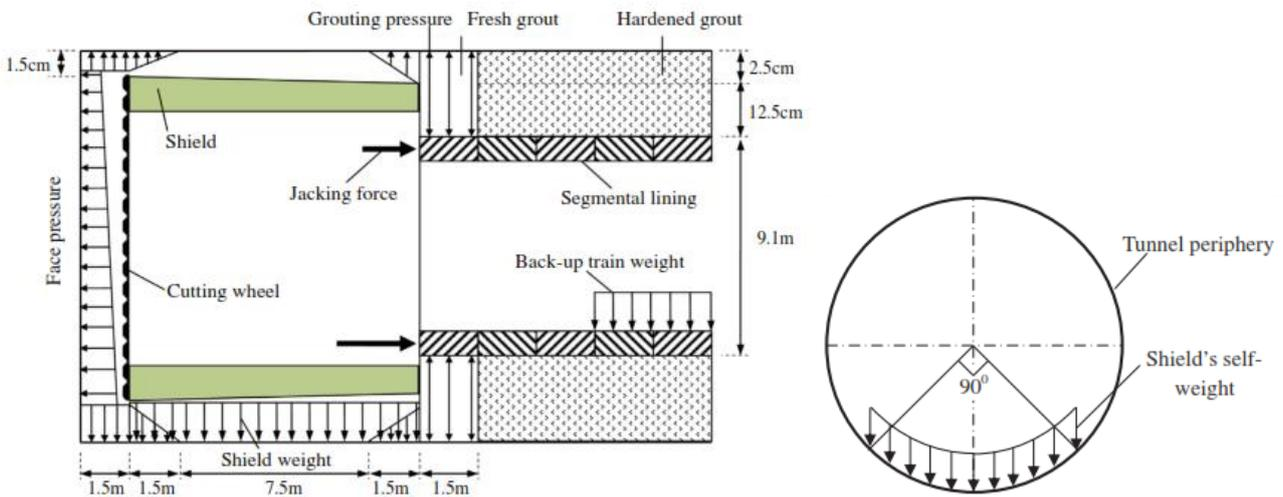 Grouting pressure Fresh grout Hardened grout
1.5cm
2.5cm
12.5cm
Shield
Jacking force
Segmental lining
Face pressure
9.1m
Back-up train weight
Cutting wheel
Shield weight
1.5m 1.5m 7.5m 1.5m 1.5m
Tunnel periphery
Shield's self-
weight
90⁰